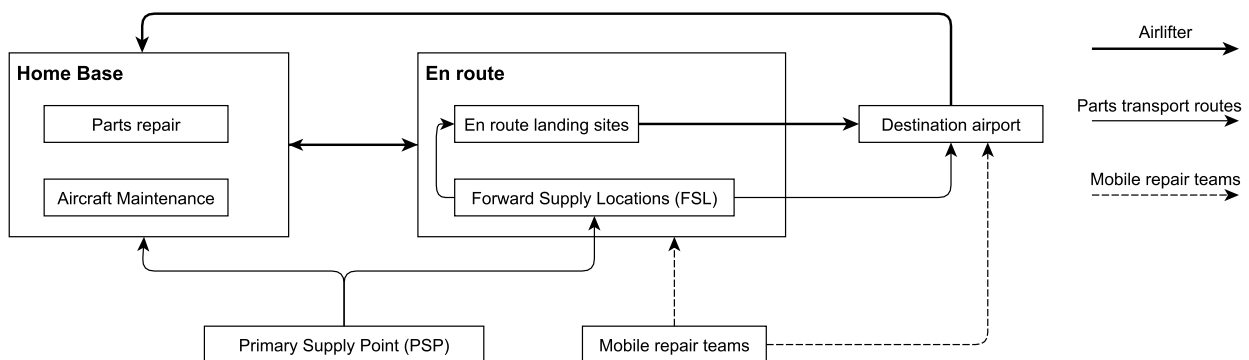 Airlifter
Home Base
En route
Parts repair
En route landing sites
Destination airport
Parts transport routes
Aircraft Maintenance
Forward Supply Locations (FSL)
Mobile repair teams
Primary Supply Point (PSP)
Mobile repair teams